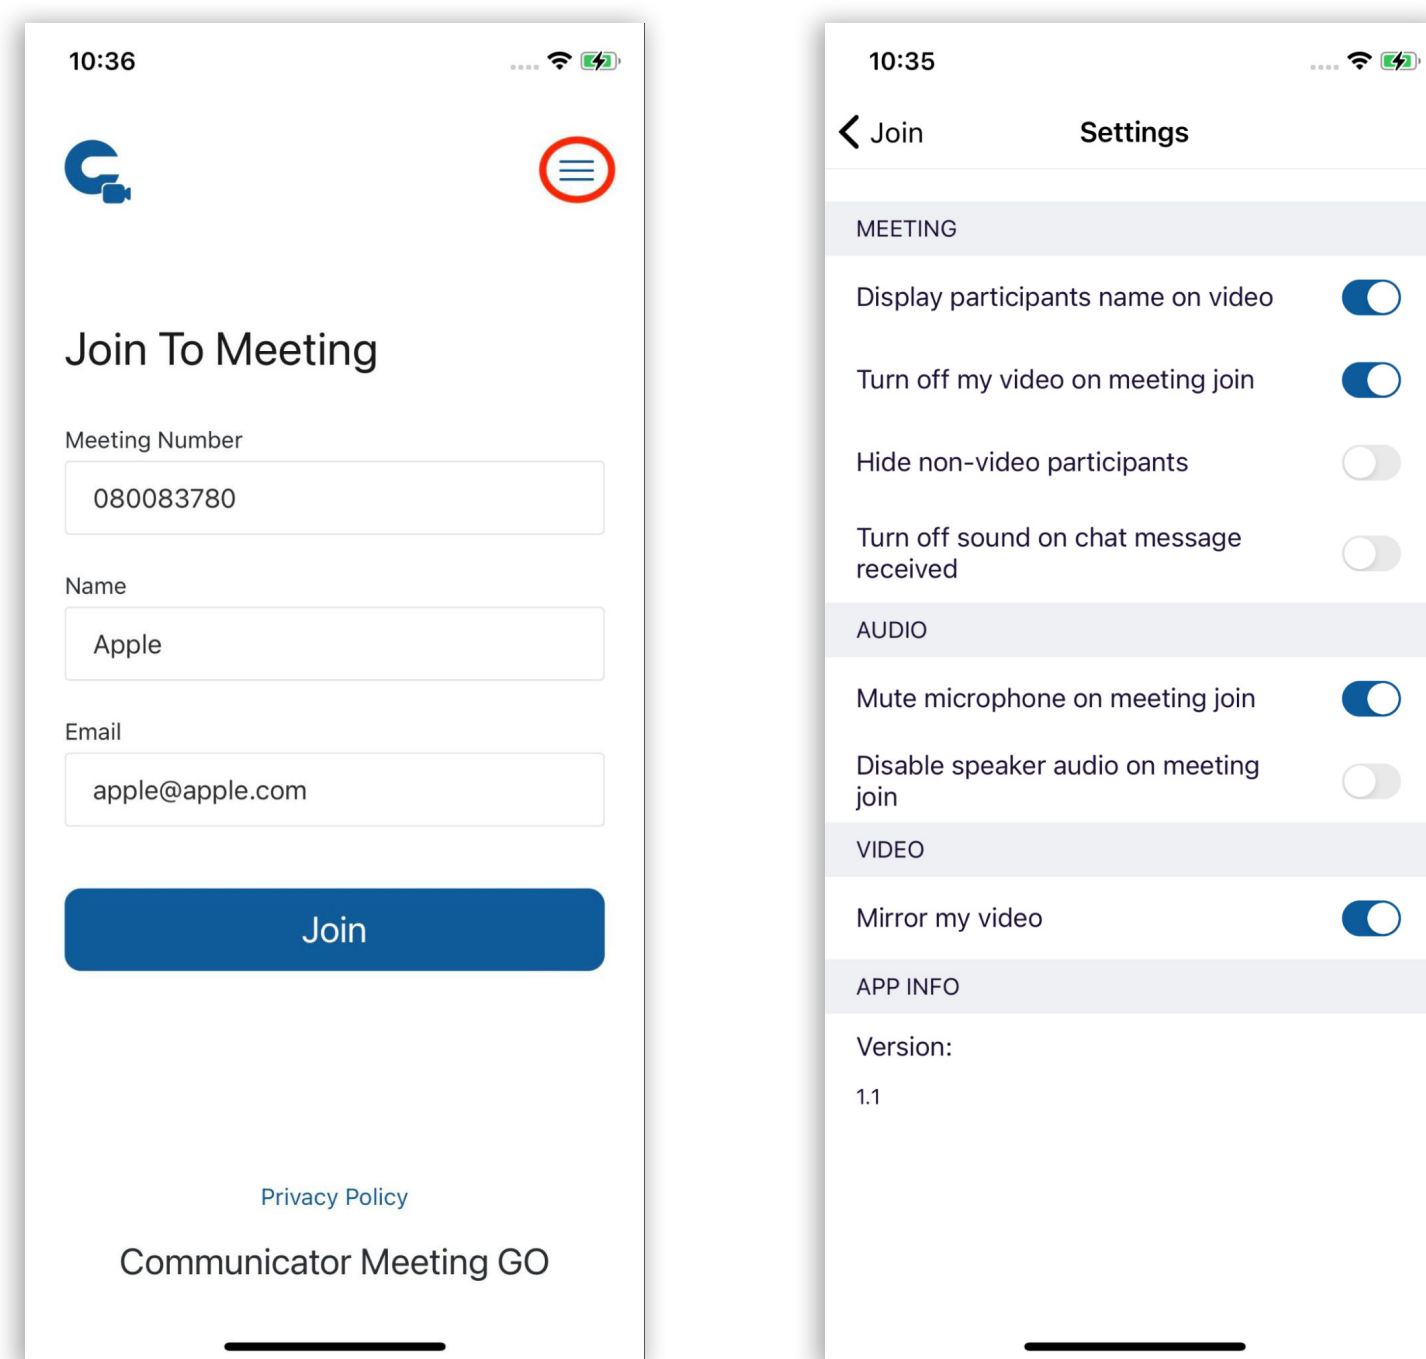 10:36
Join To Meeting
Meeting Number
080083780
Name
Apple
Email
apple@apple.com
Join
Privacy Policy
Communicator Meeting GO
10:35
Join
Settings
MEETING
Display participants name on video
Turn off my video on meeting join
Hide non-video participants
Turn off sound on chat message
received
AUDIO
Mute microphone on meeting join
Disable speaker audio on meeting
join
VIDEO
Mirror my video
APP INFO
Version:
1.1